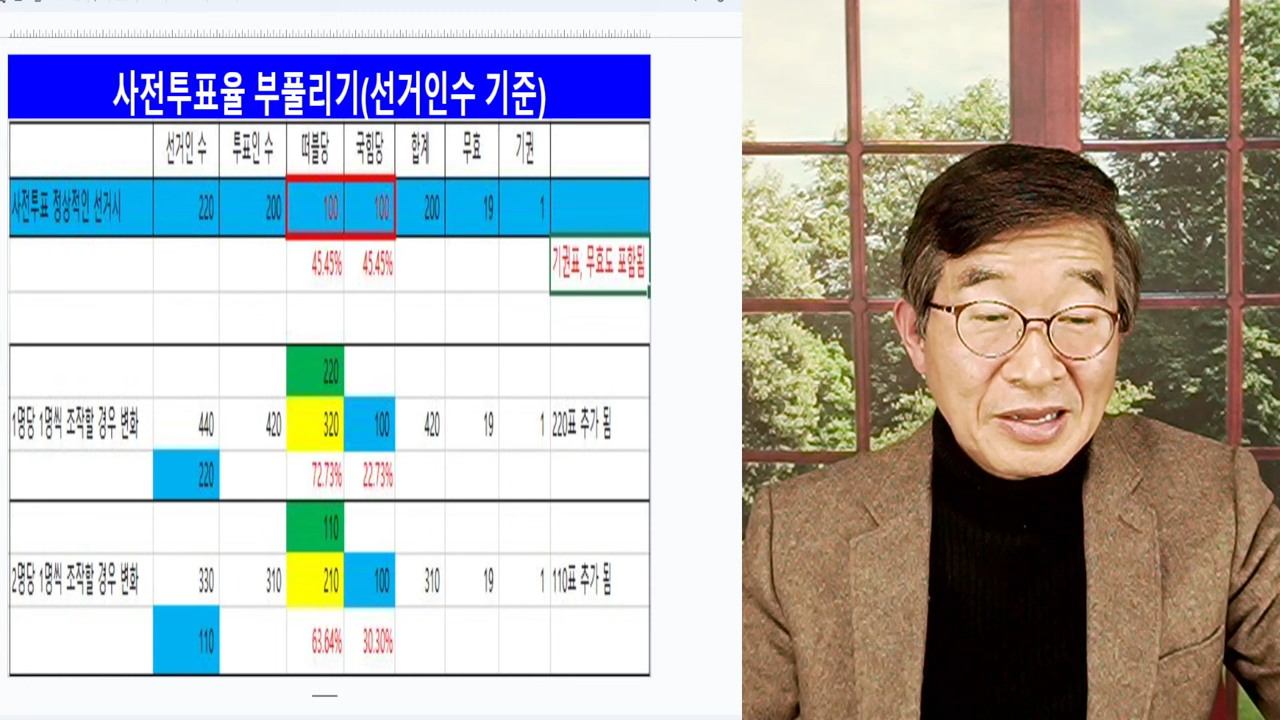 사전투표율 부풀리기(선거인수 기준)
선거인 수 투표인 수 떠블당 국힘당 합계 무효 기권
사전투표 정상적인 선거시 220 200 100 100 200 19 1
45.45% 45.45% 기권표, 무효도 포함됨
220
1명당 1명씩 조작할 경우 변화 440 420 320 100 420 19 1 220표 추가 됨
220 72.73% 22.73%
110
2명당 1명씩 조작할 경우 변화 330 310 210 100 310 19 1 110표 추가 됨
110 63.64% 30.30%